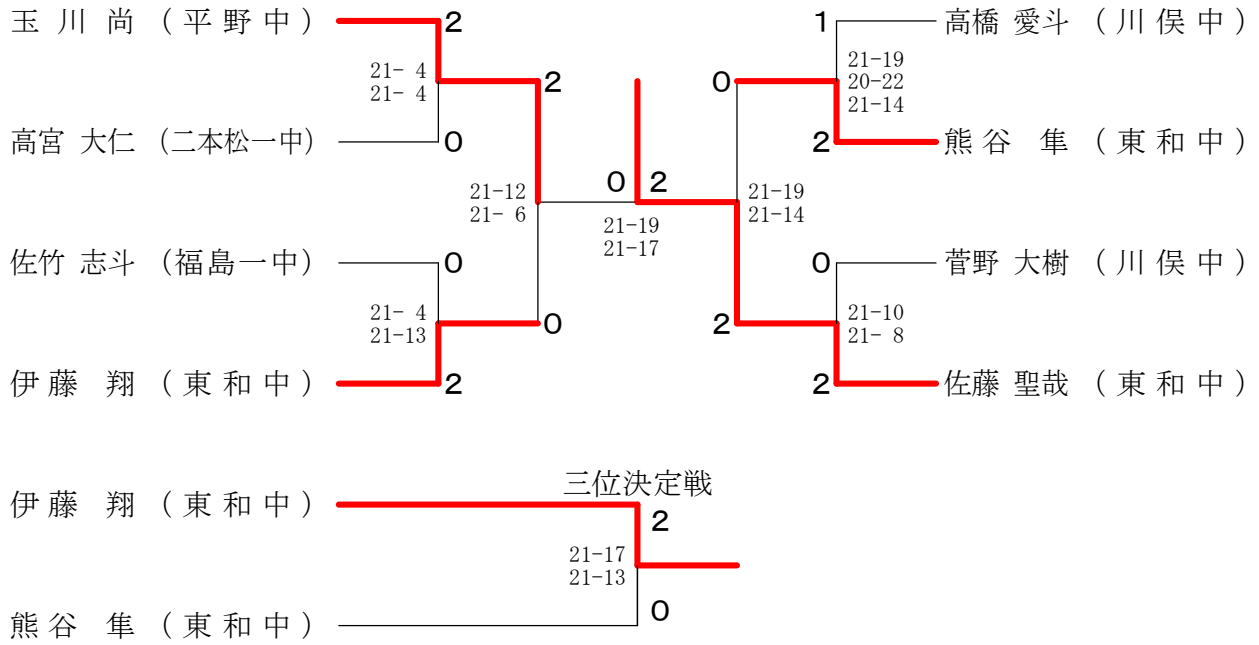 玉川 尚 (平野中) 2 1 高橋 愛斗 (川俣中)
21- 4 21-19
21- 4 2 0 20-22
21-14
高宮 大仁 (二本松一中) 0 2 熊谷 隼 (東和中)
21-12 0 2 21-19
21- 6 21-14
21-19
21-17
佐竹 志斗 (福島一中) 0 0 菅野 大樹 (川俣中)
21- 4 21-10
21-13 0 2 21- 8
伊藤 翔 (東和中) 2 2 佐藤 聖哉 (東和中)
三位決定戦
伊藤 翔 (東和中) 2
21-17
21-13
熊谷 隼 (東和中) 0